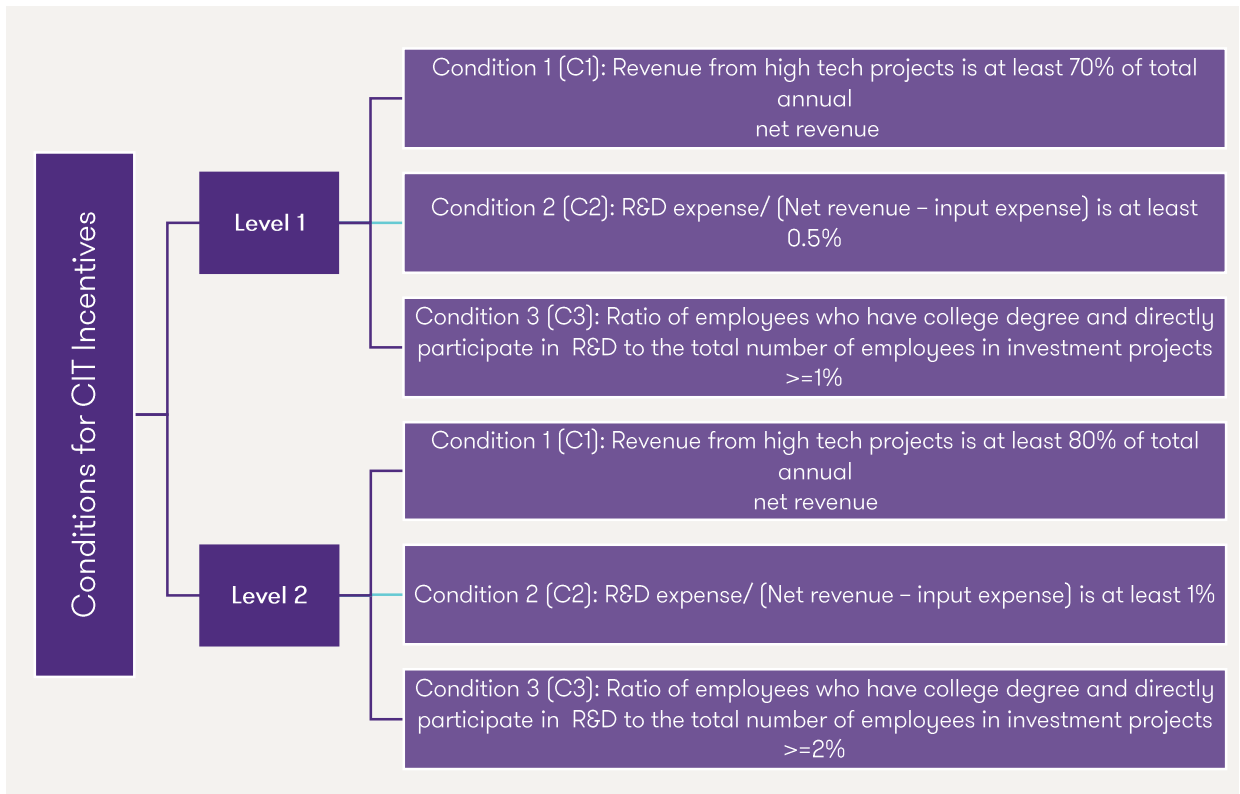 Conditions for CIT Incentives
Level 1
Condition 1 (C1): Revenue from high tech projects is at least 70% of total
annual
net revenue
Condition 2 (C2): R&D expense/ (Net revenue – input expense) is at least
0.5%
Condition 3 (C3): Ratio of employees who have college degree and directly
participate in  R&D to the total number of employees in investment projects
>=1%
Level 2
Condition 1 (C1): Revenue from high tech projects is at least 80% of total
annual
net revenue
Condition 2 (C2): R&D expense/ (Net revenue – input expense) is at least 1%
Condition 3 (C3): Ratio of employees who have college degree and directly
participate in  R&D to the total number of employees in investment projects
>=2%